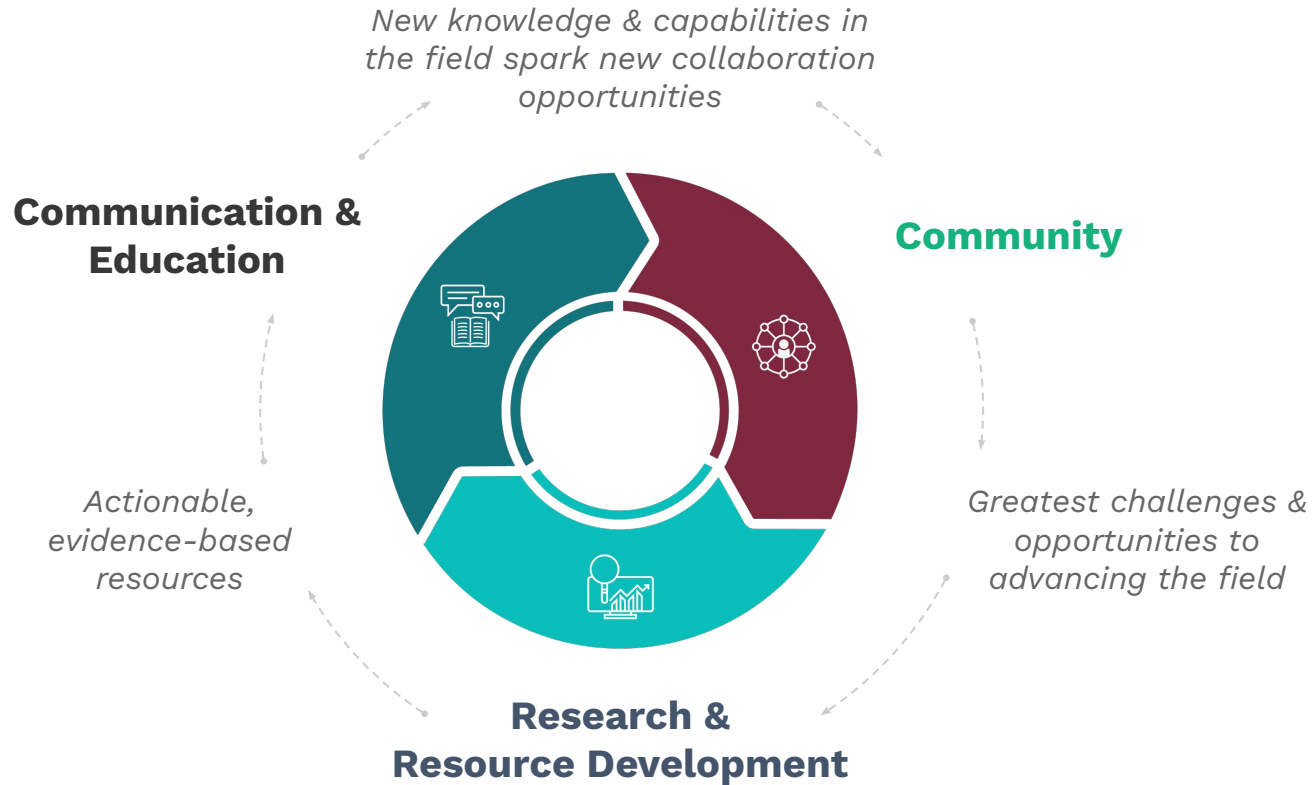 New knowledge & capabilities in
the field spark new collaboration
opportunities
Communication &
Education
Community
Actionable,
evidence-based
resources
Greatest challenges &
opportunities to
advancing the field
Research &
Resource Development